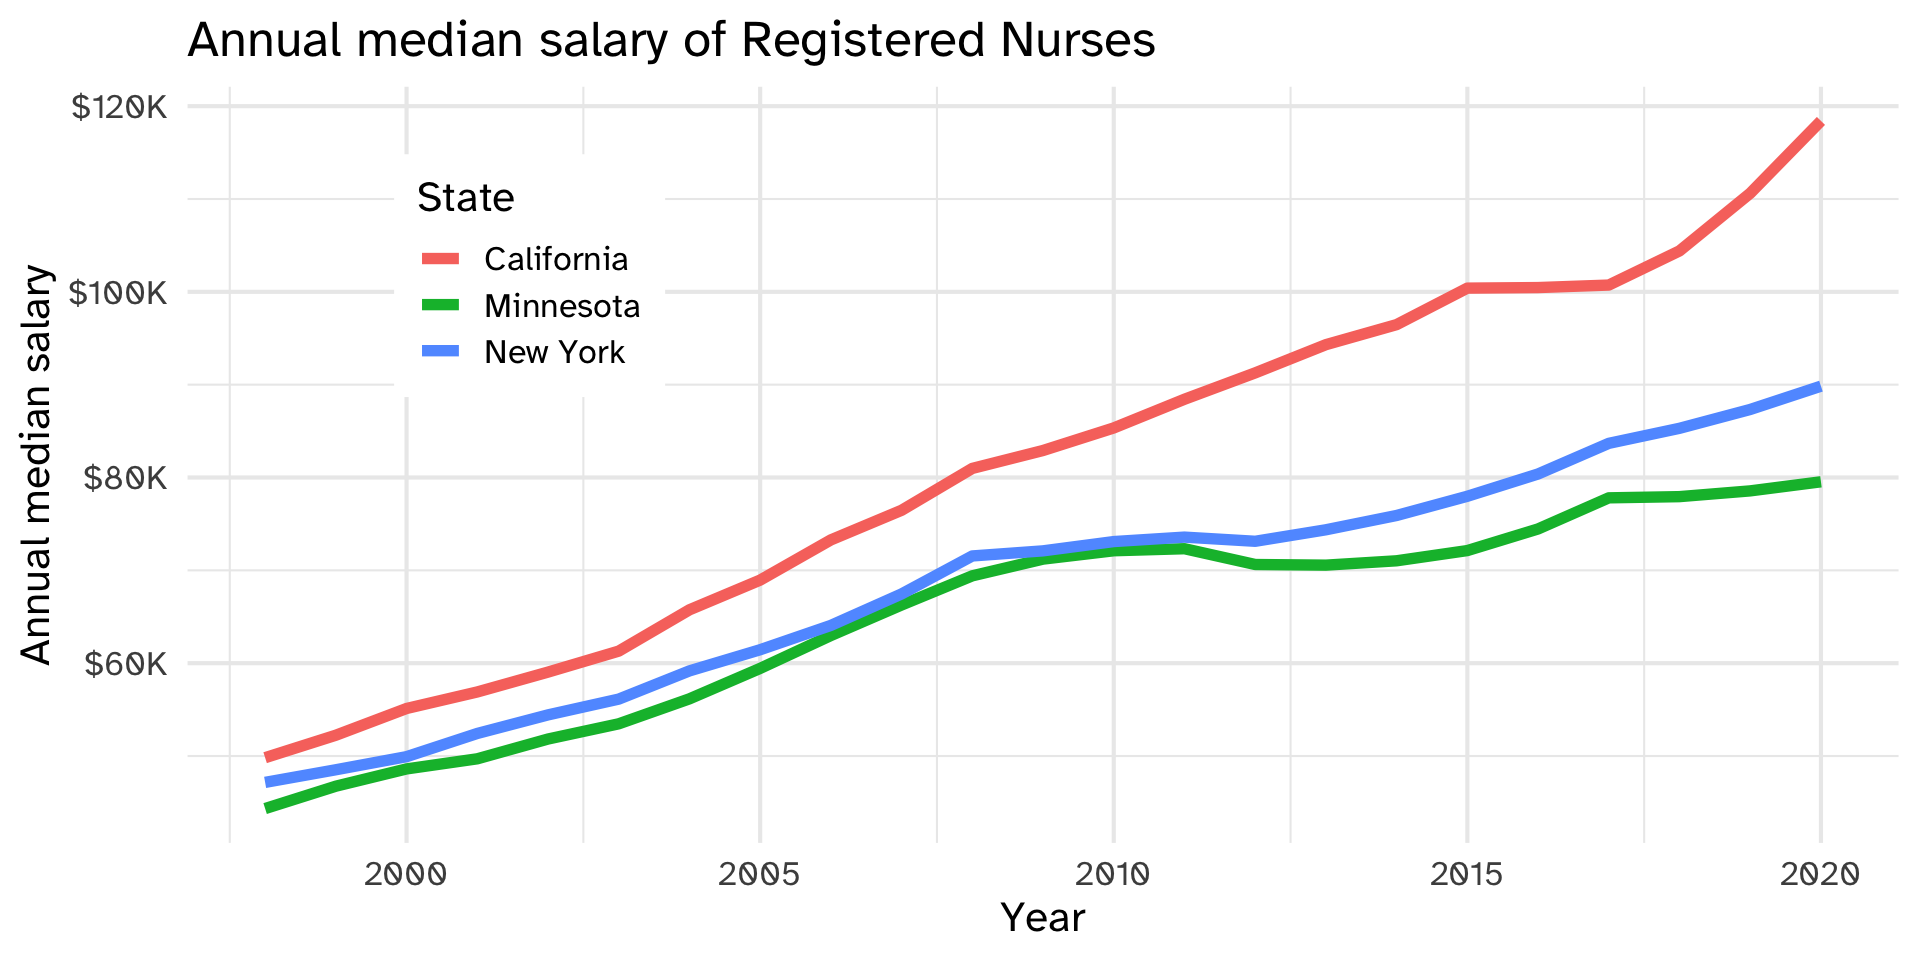 Annual median salary of Registered Nurses
$120K
$100K
$80K
$60K
Annual median salary
State
California
Minnesota
New York
2000
2005
2010
2015
2020
Year